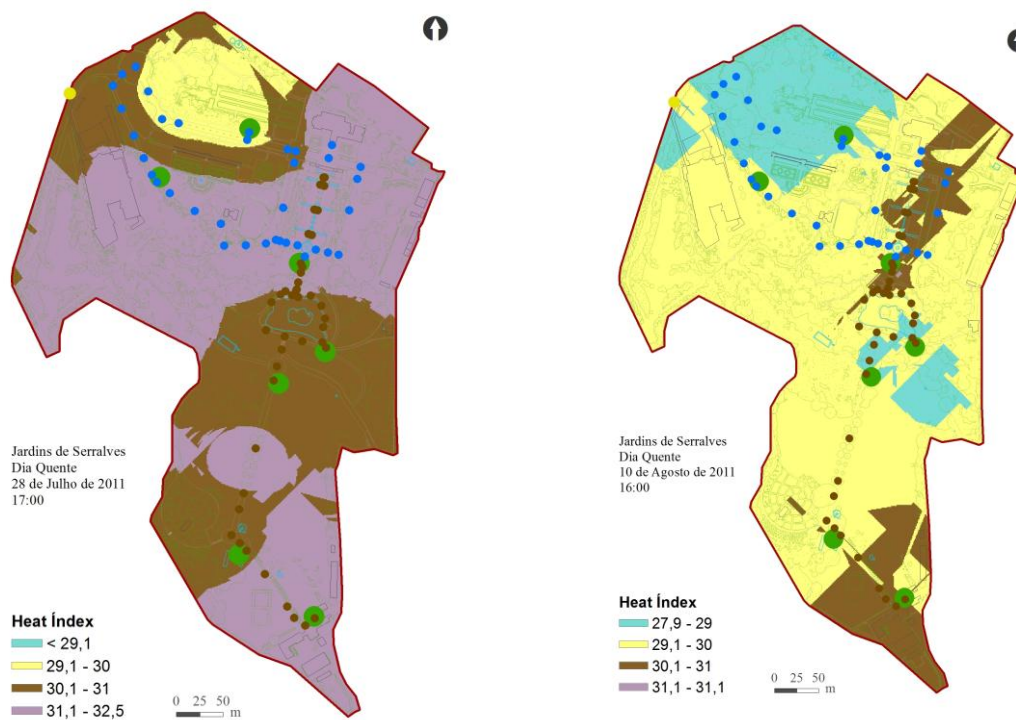 Jardins de Serralves
Dia Quente
28 de Julho de 2011
17:00
Heat Índex
< 29,1
29,1 - 30
30,1 - 31
31,1 - 32,5
0 25 50
m
Jardins de Serralves
Dia Quente
10 de Agosto de 2011
16:00
Heat Índex
27,9 - 29
29,1 - 30
30,1 - 31
31,1 - 31,1
0 25 50
m